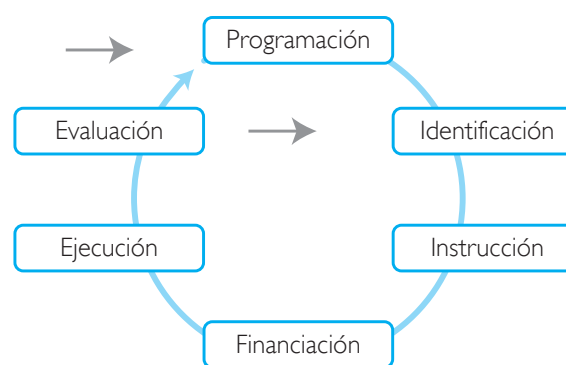 Programación
Evaluación
Identificación
Ejecución
Instrucción
Financiación